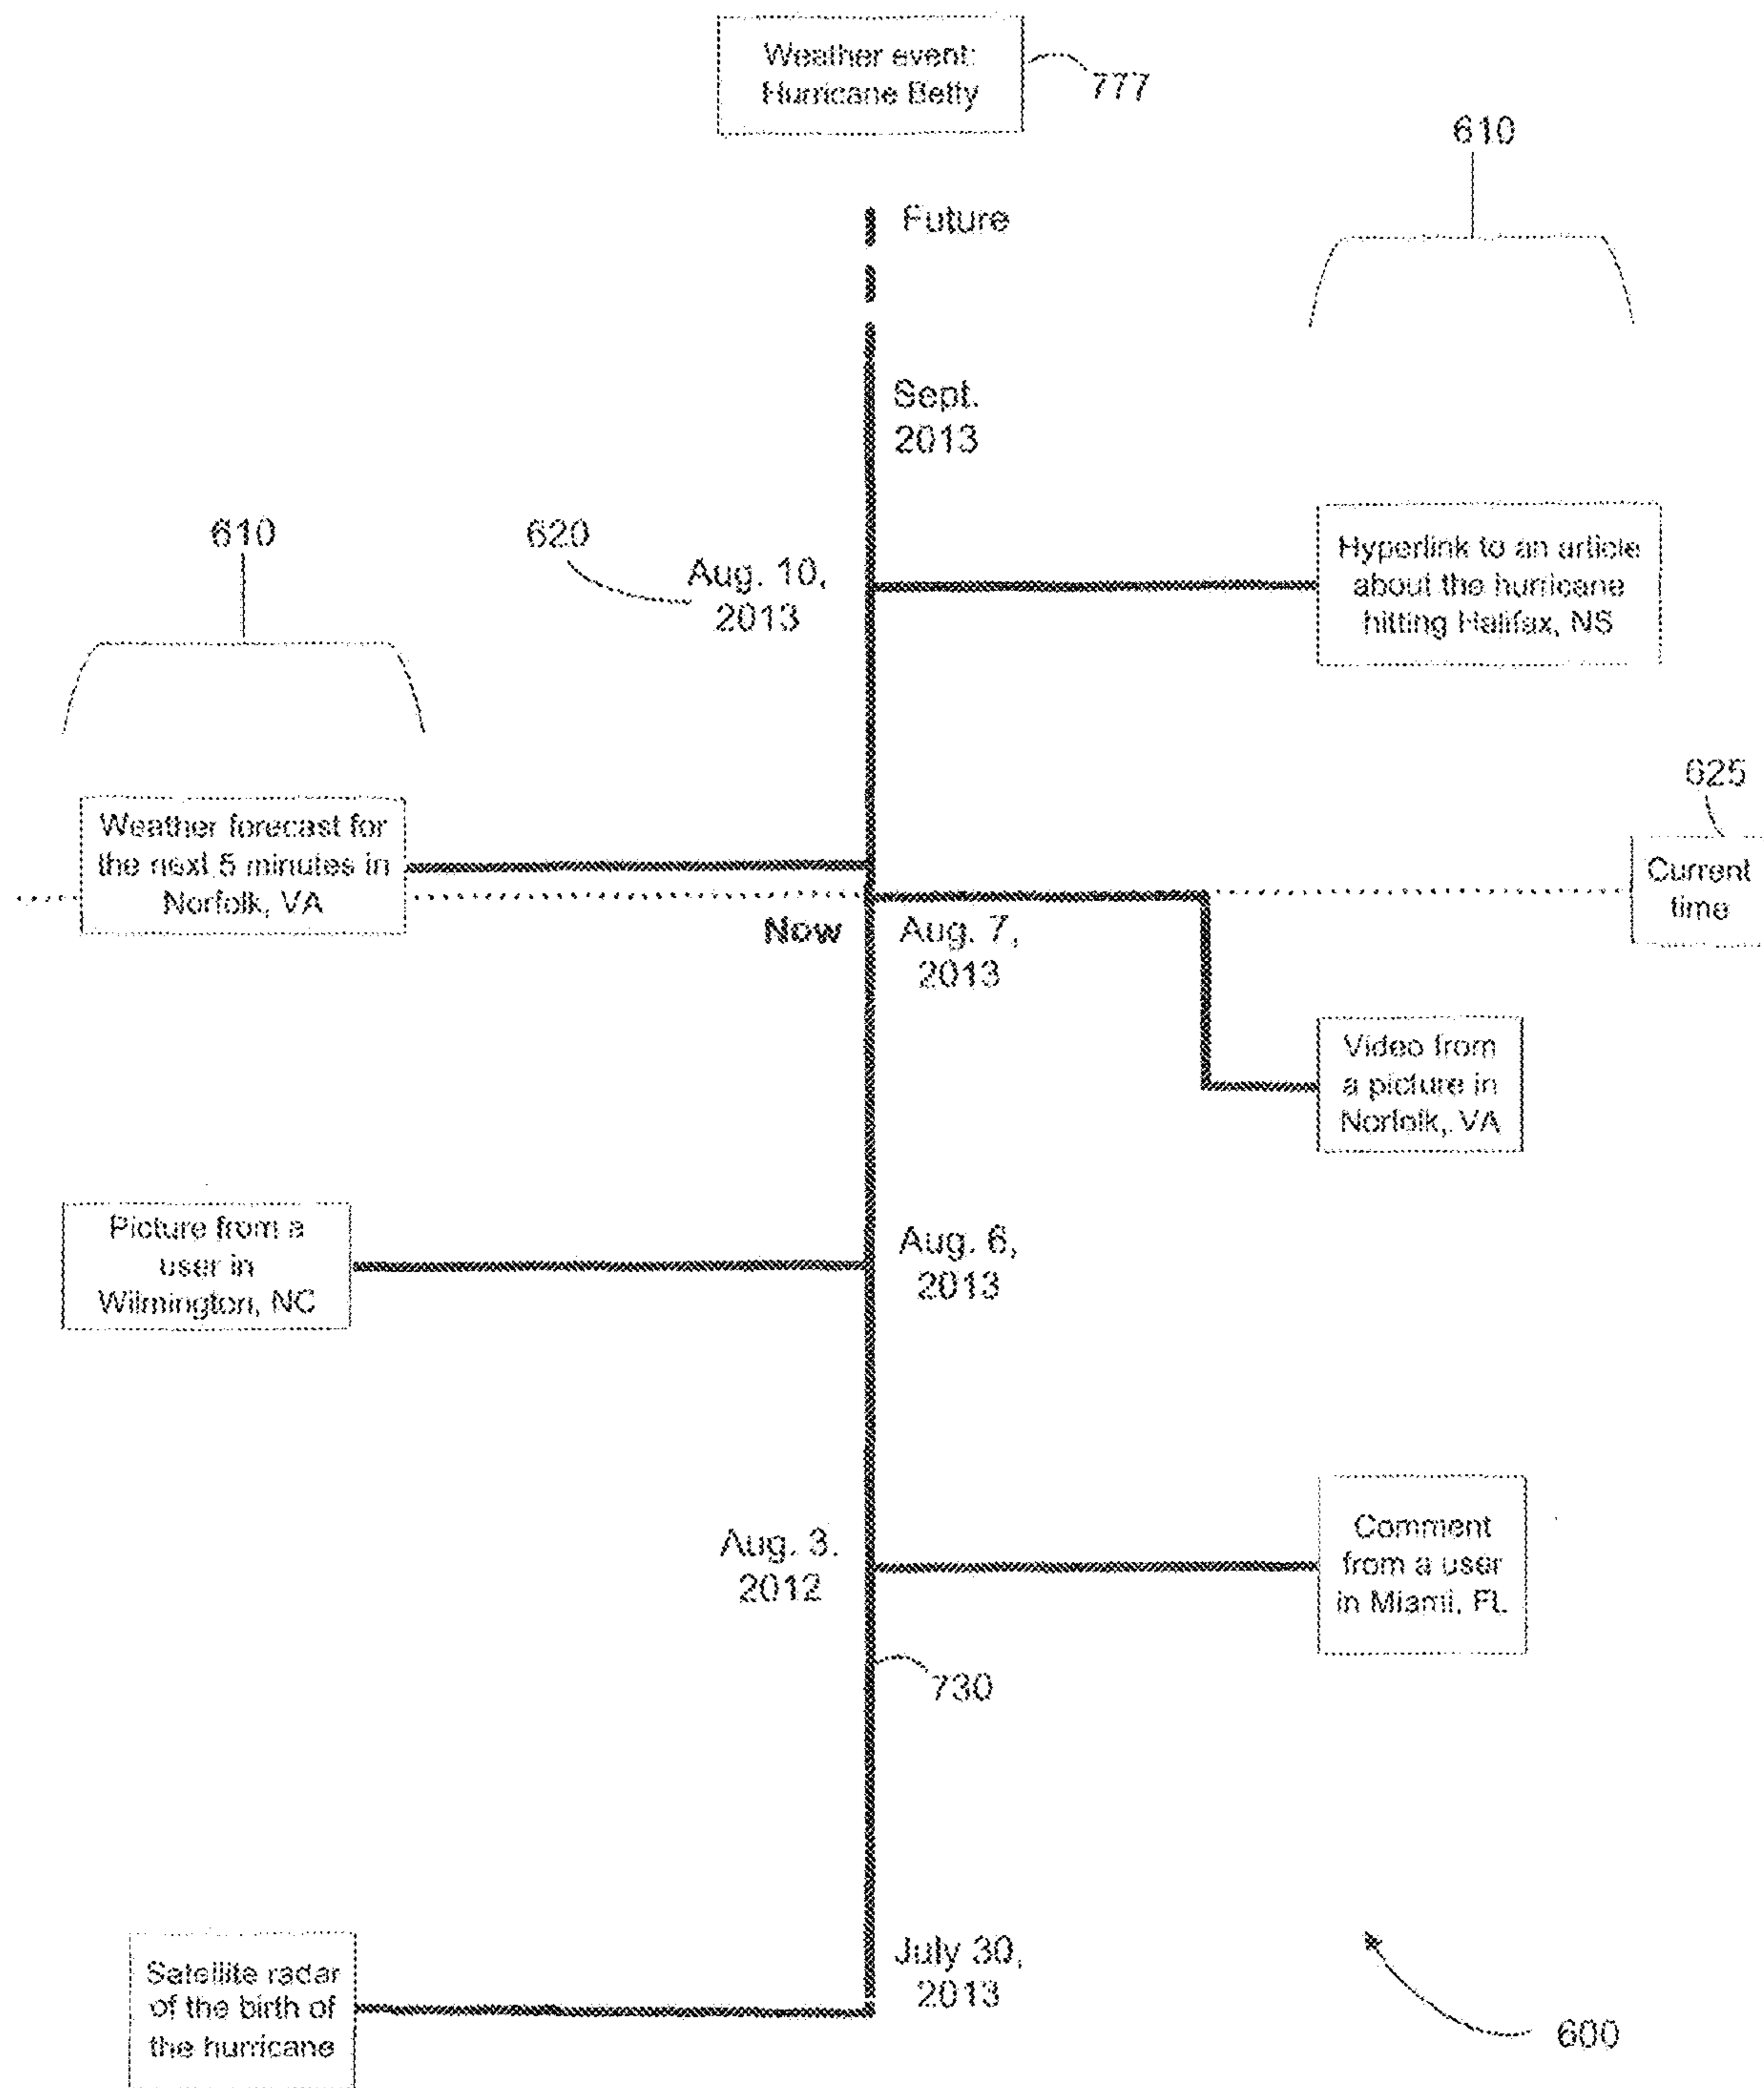 Weather event:
Hurricane Betty
777
610
Future
Sept.
2013
610
620
Aug. 10,
2013
Hyperlink to an article
about the hurricane
hitting Halifax, NS
625
Weather forecast for
the next 5 minutes in
Norfolk, VA
Current
time
Now
Aug. 7,
2013
Video from
a picture in
Norfolk, VA
Picture from a
user in
Wilmington, NC
Aug. 6,
2013
Aug. 3.
2012
Comment
from a user
in Miami, FL
730
Satellite radar
of the birth of
the hurricane
July 30,
2013
600